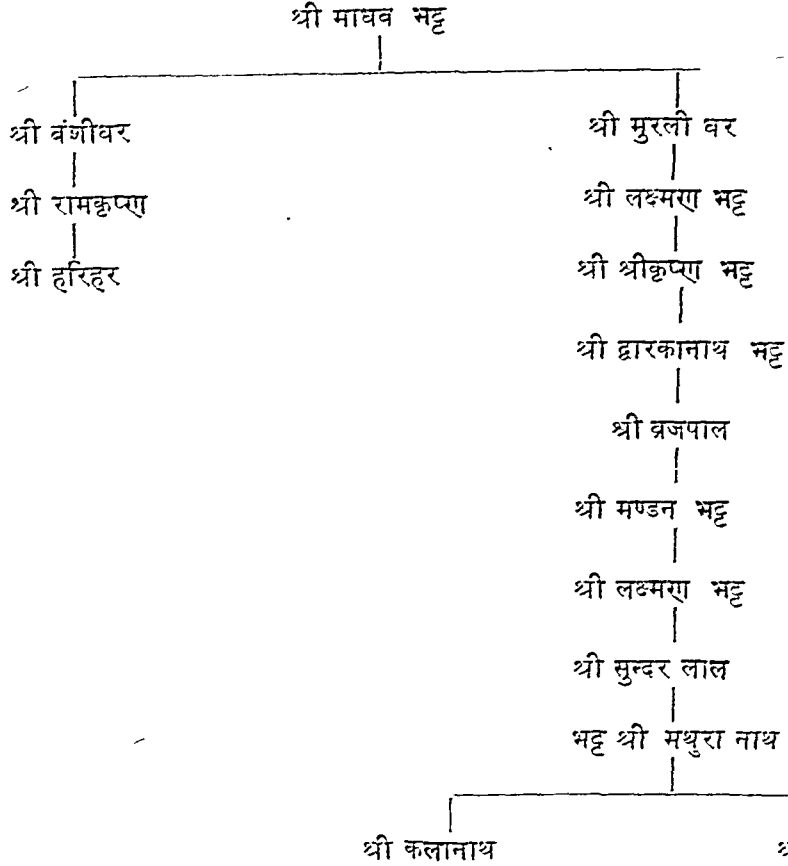 श्री माधव भट्ट
श्री बंशीधर श्री मुरली धर
श्री रामकृष्ण श्री लक्ष्मण भट्ट
श्री हरिहर श्री श्रीकृष्ण भट्ट
श्री द्वारकानाथ भट्ट
श्री व्रजपाल
श्री मण्डन भट्ट
श्री लक्ष्मण भट्ट
श्री सुन्दर लाल
भट्ट श्री मथुरा नाथ
श्री कलानाथ